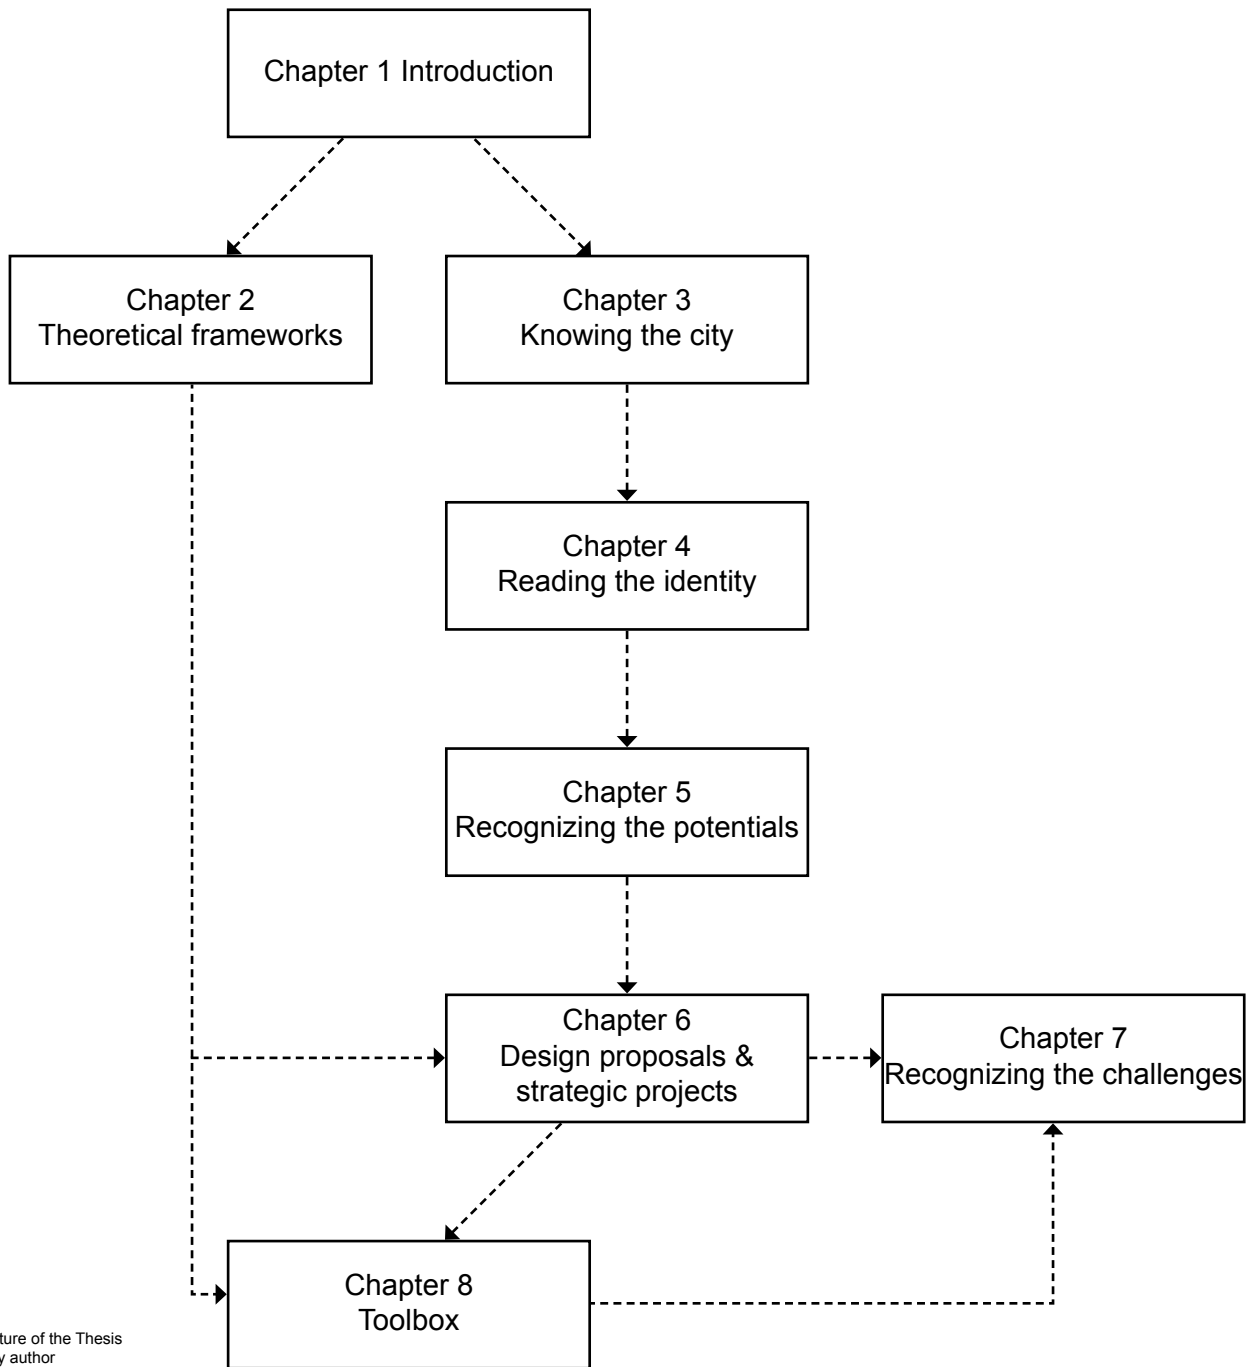 Chapter 1 Introduction
Chapter 2
Theoretical frameworks
Chapter 3
Knowing the city
Chapter 4
Reading the identity
Chapter 5
Recognizing the potentials
Chapter 6
Design proposals &
strategic projects
Chapter 7
Recognizing the challenges
Chapter 8
Toolbox
of the Thesis
author